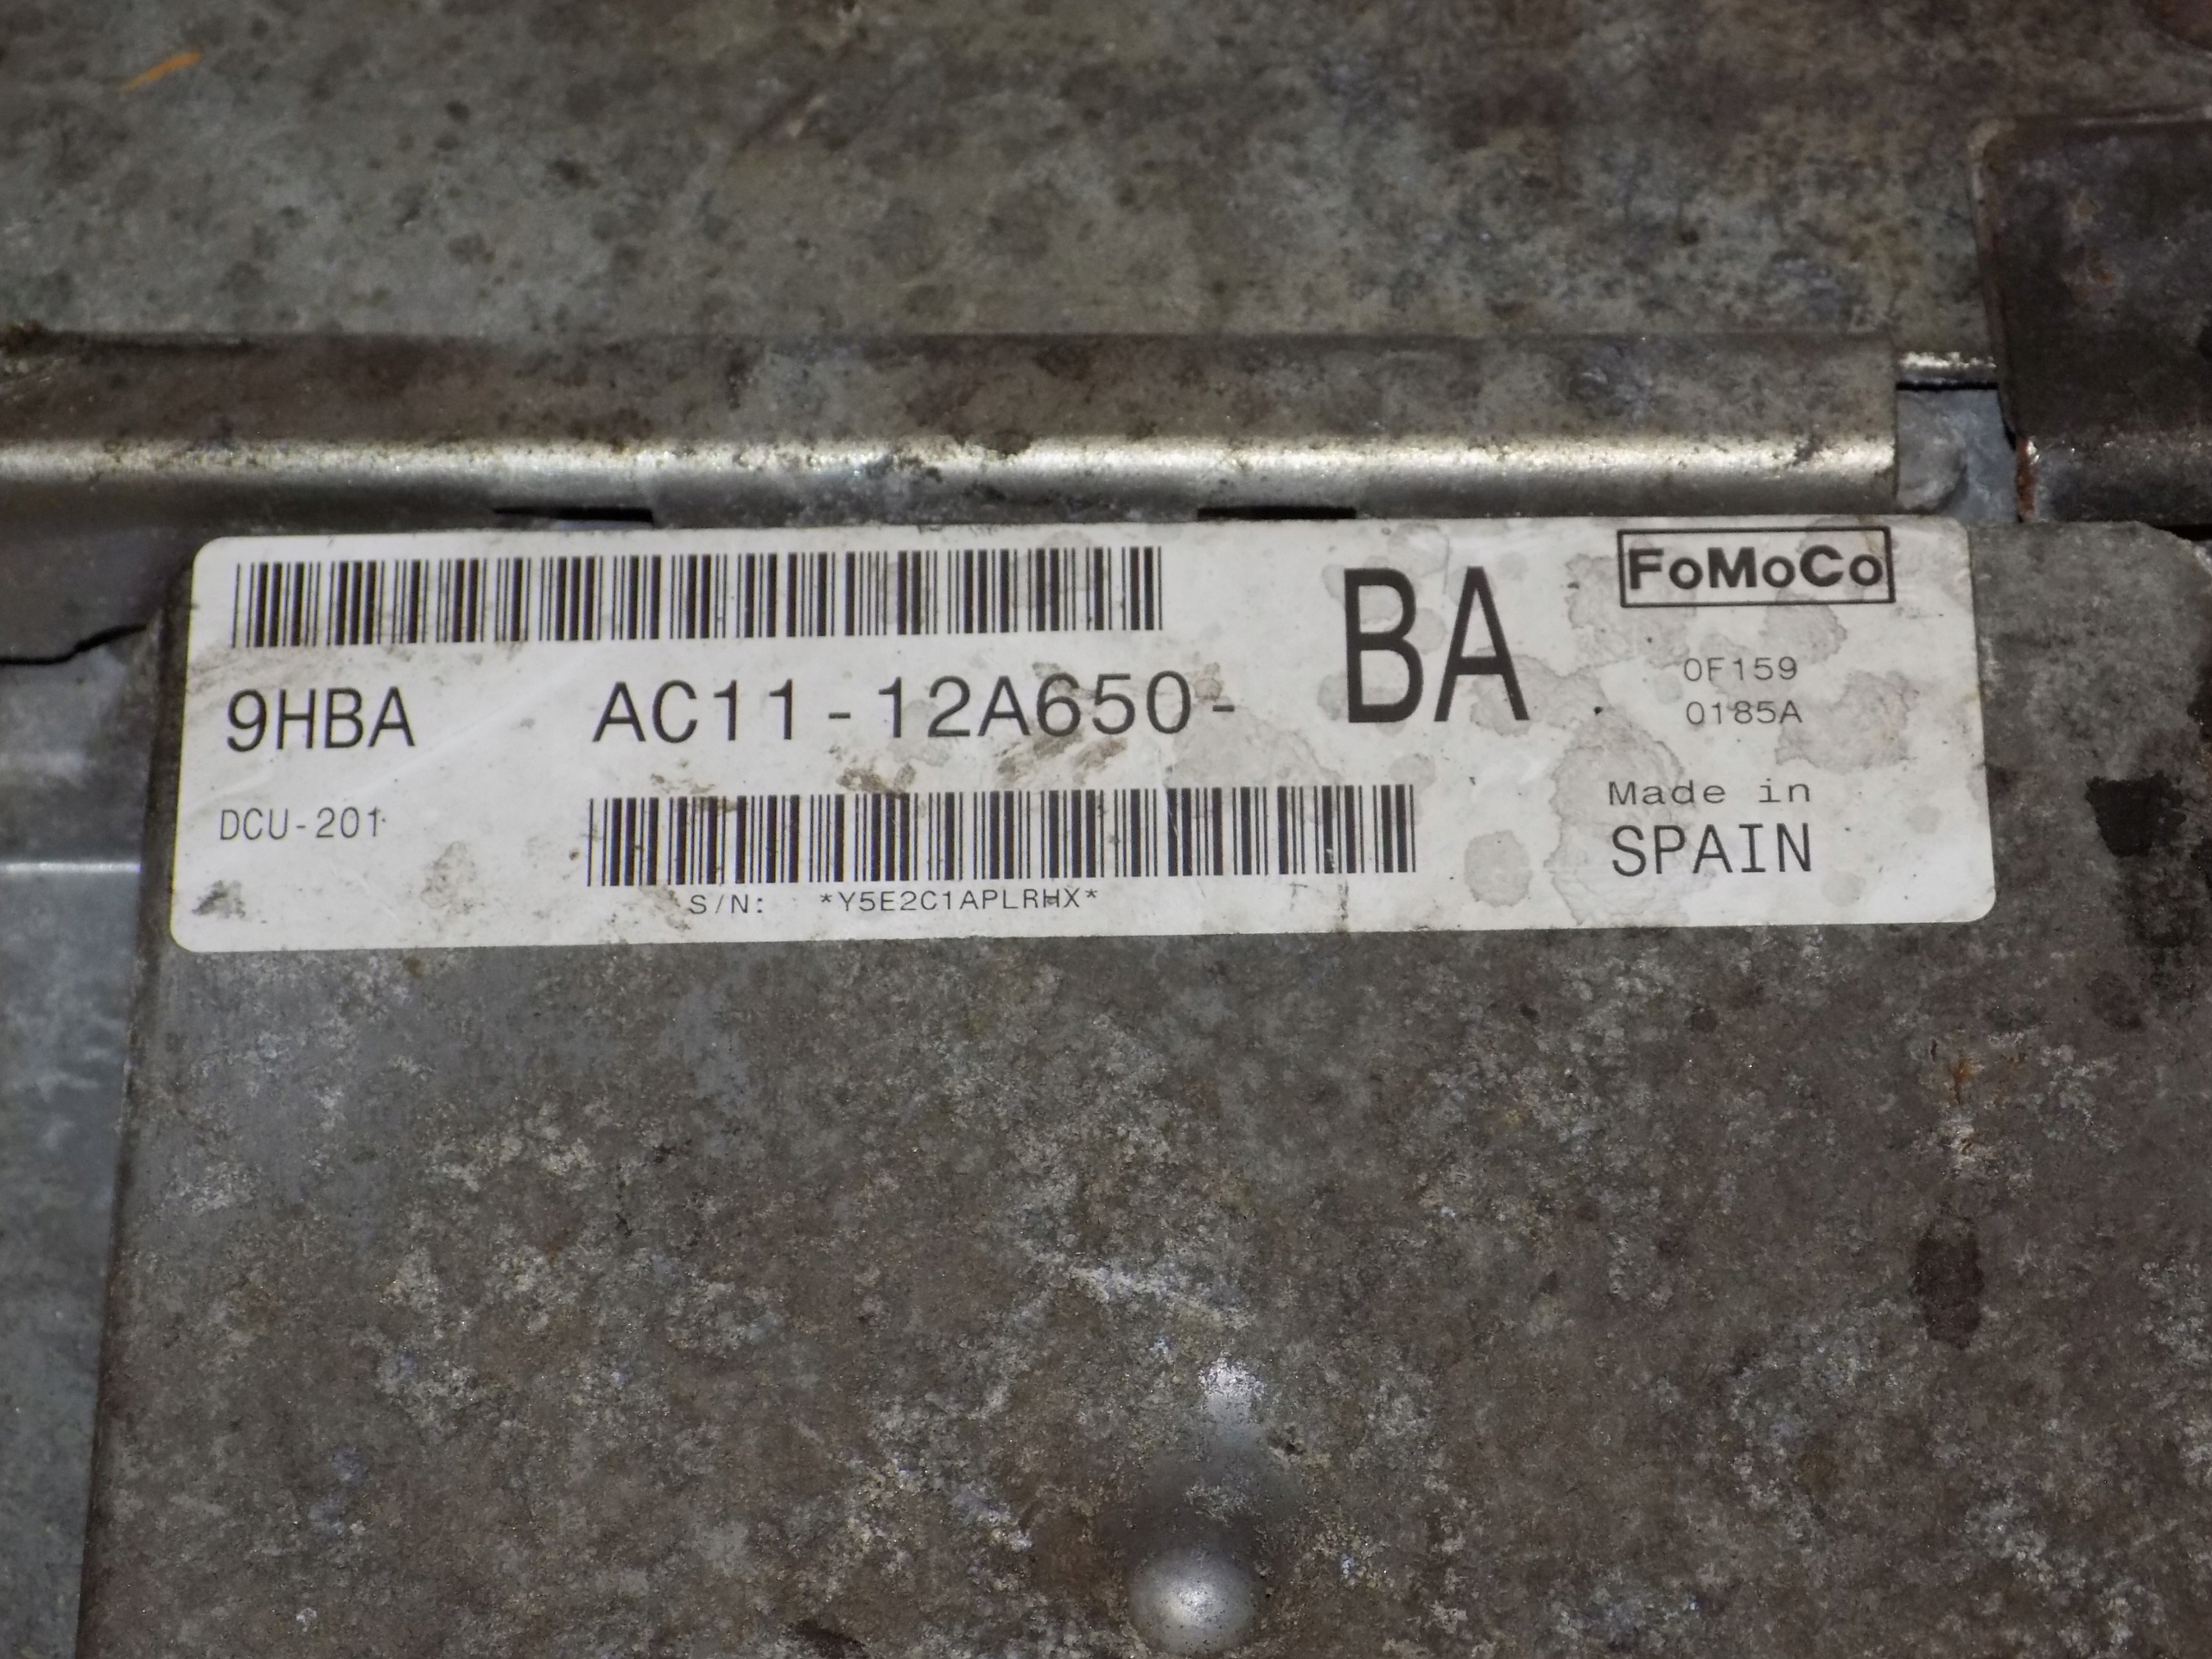 FoMoCo
9HBA AC11-12A650- BA
0F159
0185A
DCU-201
Made in
SPAIN
S/N: *Y5E2C1APLRHX*